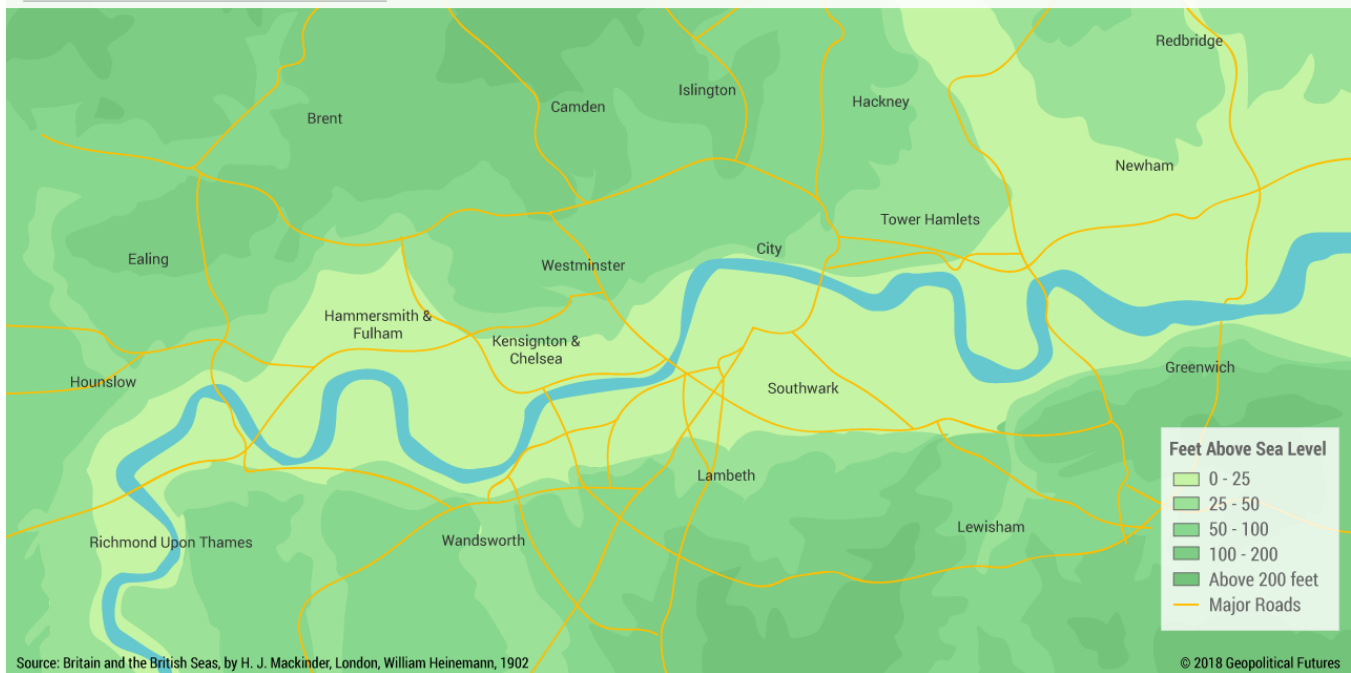 Redbridge
Islington
Hackney
Camden
Brent
Newham
Tower Hamlets
City
Ealing
Westminster
Hammersmith &
Fulham
Kensignton &
Chelsea
Hounslow
Greenwich
Southwark
Lambeth
Lewisham
Wandsworth
Richmond Upon Thames
Feet Above Sea Level
0 - 25
25 - 50
50 - 100
100 - 200
Above 200 feet
Major Roads
Source: Britain and the British Seas, by H. J. Mackinder, London, William Heinemann, 1902
© 2018 Geopolitical Futures